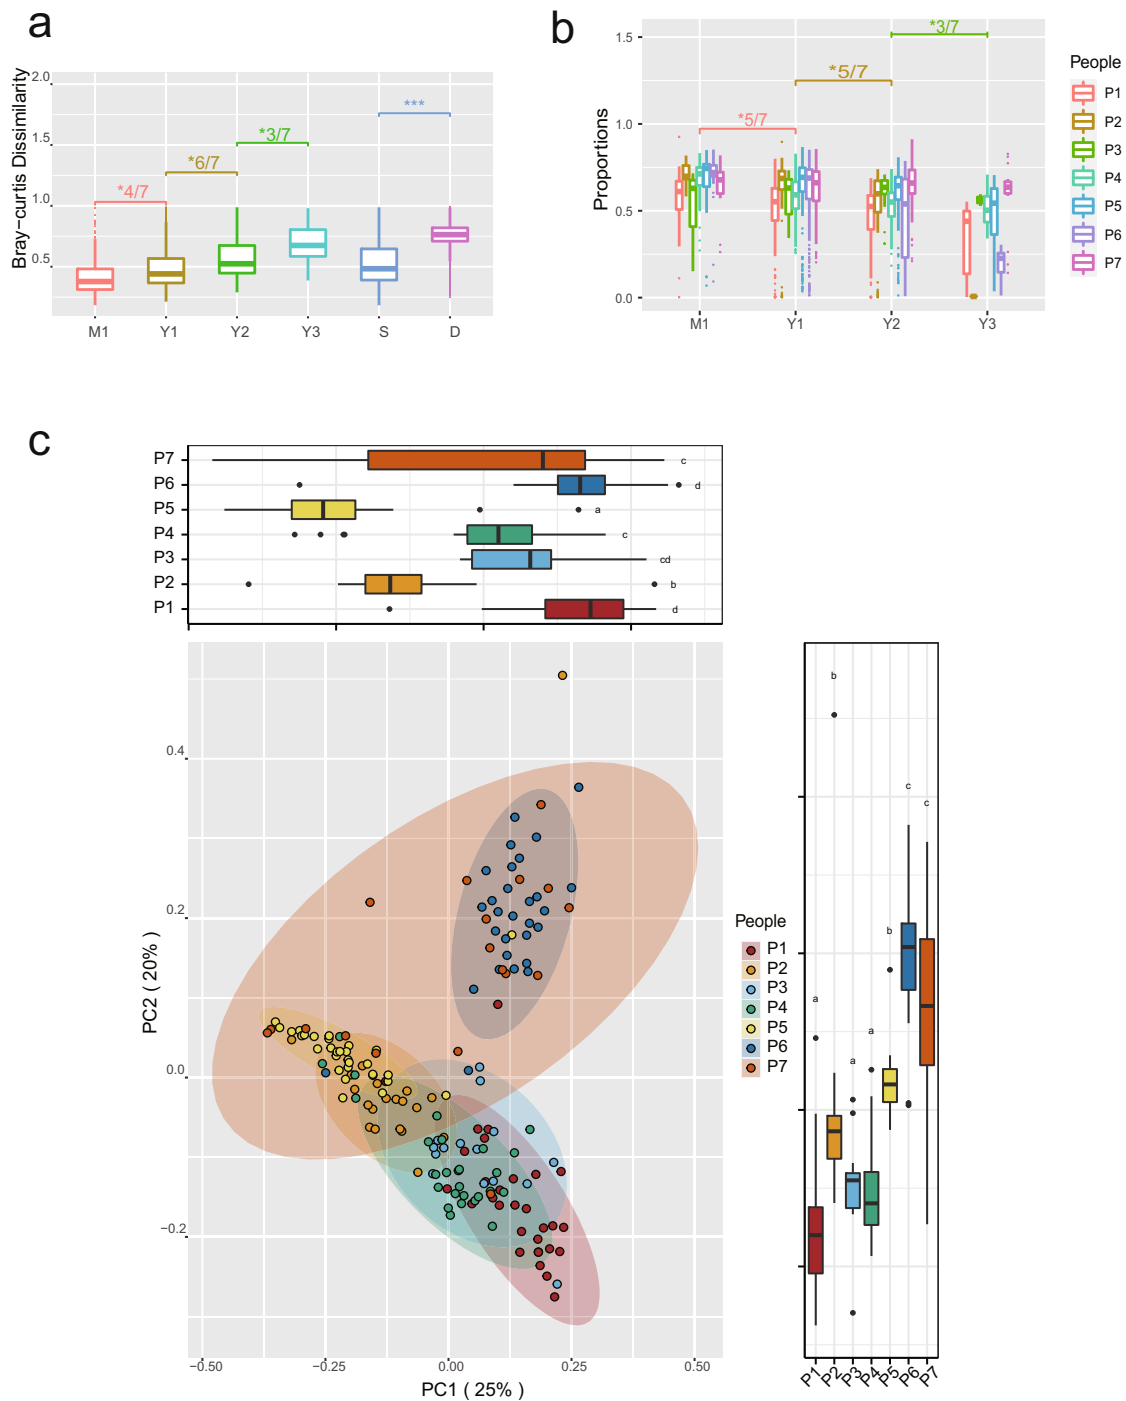 a
Bray−curtis Dissimilarity
2.0
1.5
1.0
0.5
*4/7
*6/7
*3/7
***
M1 Y1 Y2 Y3 S D
b
Proportions
1.5
1.0
0.5
0.0
*5/7
*5/7
*3/7
M1 Y1 Y2 Y3
People
P1
P2
P3
P4
P5
P6
P7
c
P7 c
P6 d
P5 a
P4 c
P3 cd
P2 b
P1 d
PC2 ( 20% )
0.4
0.2
0.0
−0.2
−0.50 −0.25 0.00 0.25 0.50
PC1 ( 25% )
People
P1
P2
P3
P4
P5
P6
P7
a b a a b c c
P1 P2 P3 P4 P5 P6 P7